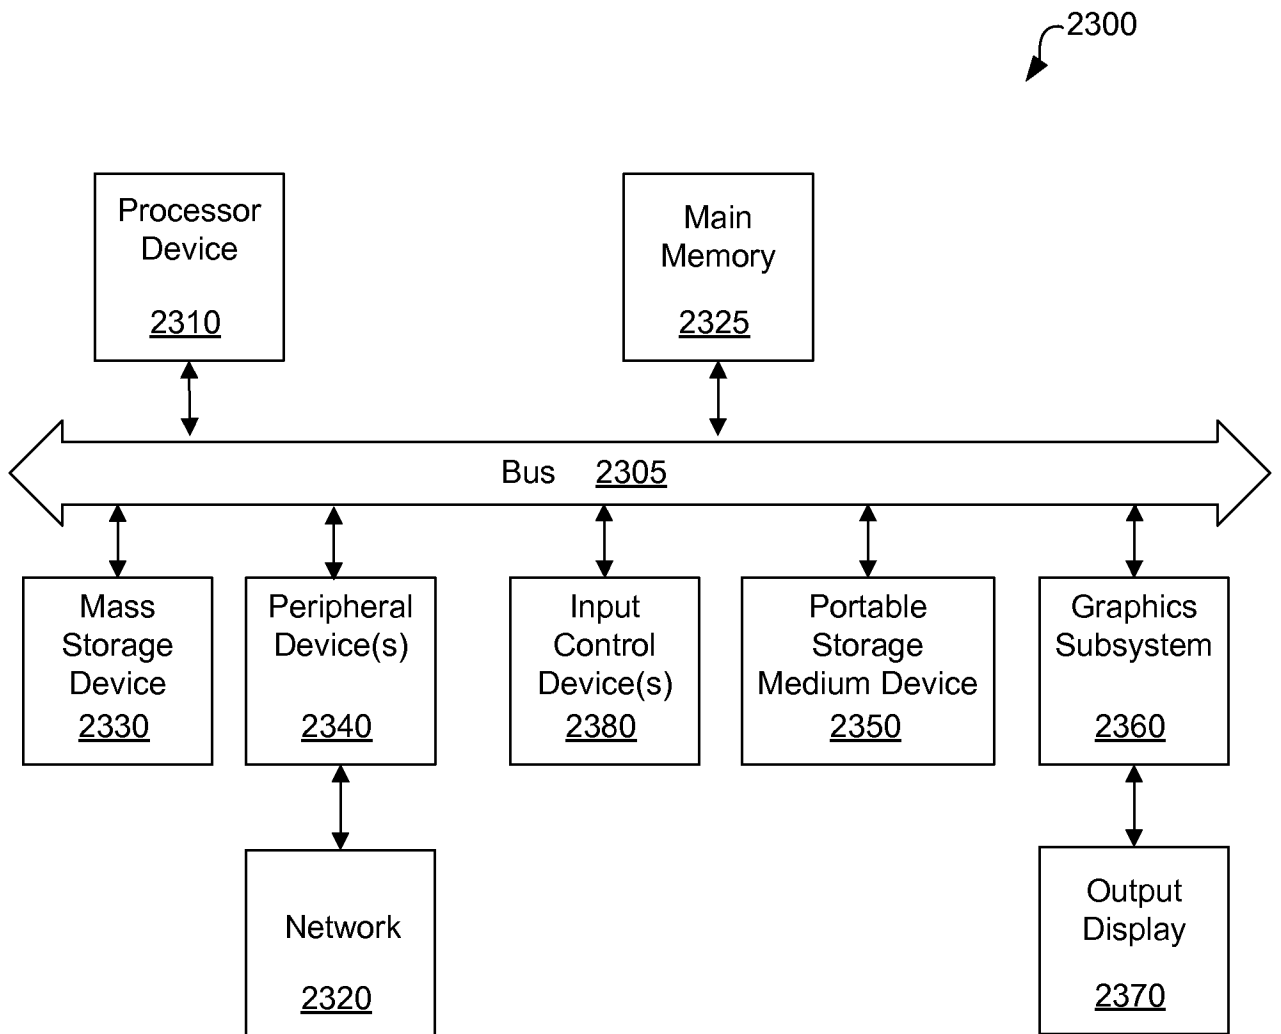 2300
Processor
Device
2310
Main
Memory
2325
Bus 2305
Mass
Storage
Device
2330
Peripheral
Device(s)
2340
Input
Control
Device(s)
2380
Portable
Storage
Medium Device
2350
Graphics
Subsystem
2360
Network
2320
Output
Display
2370